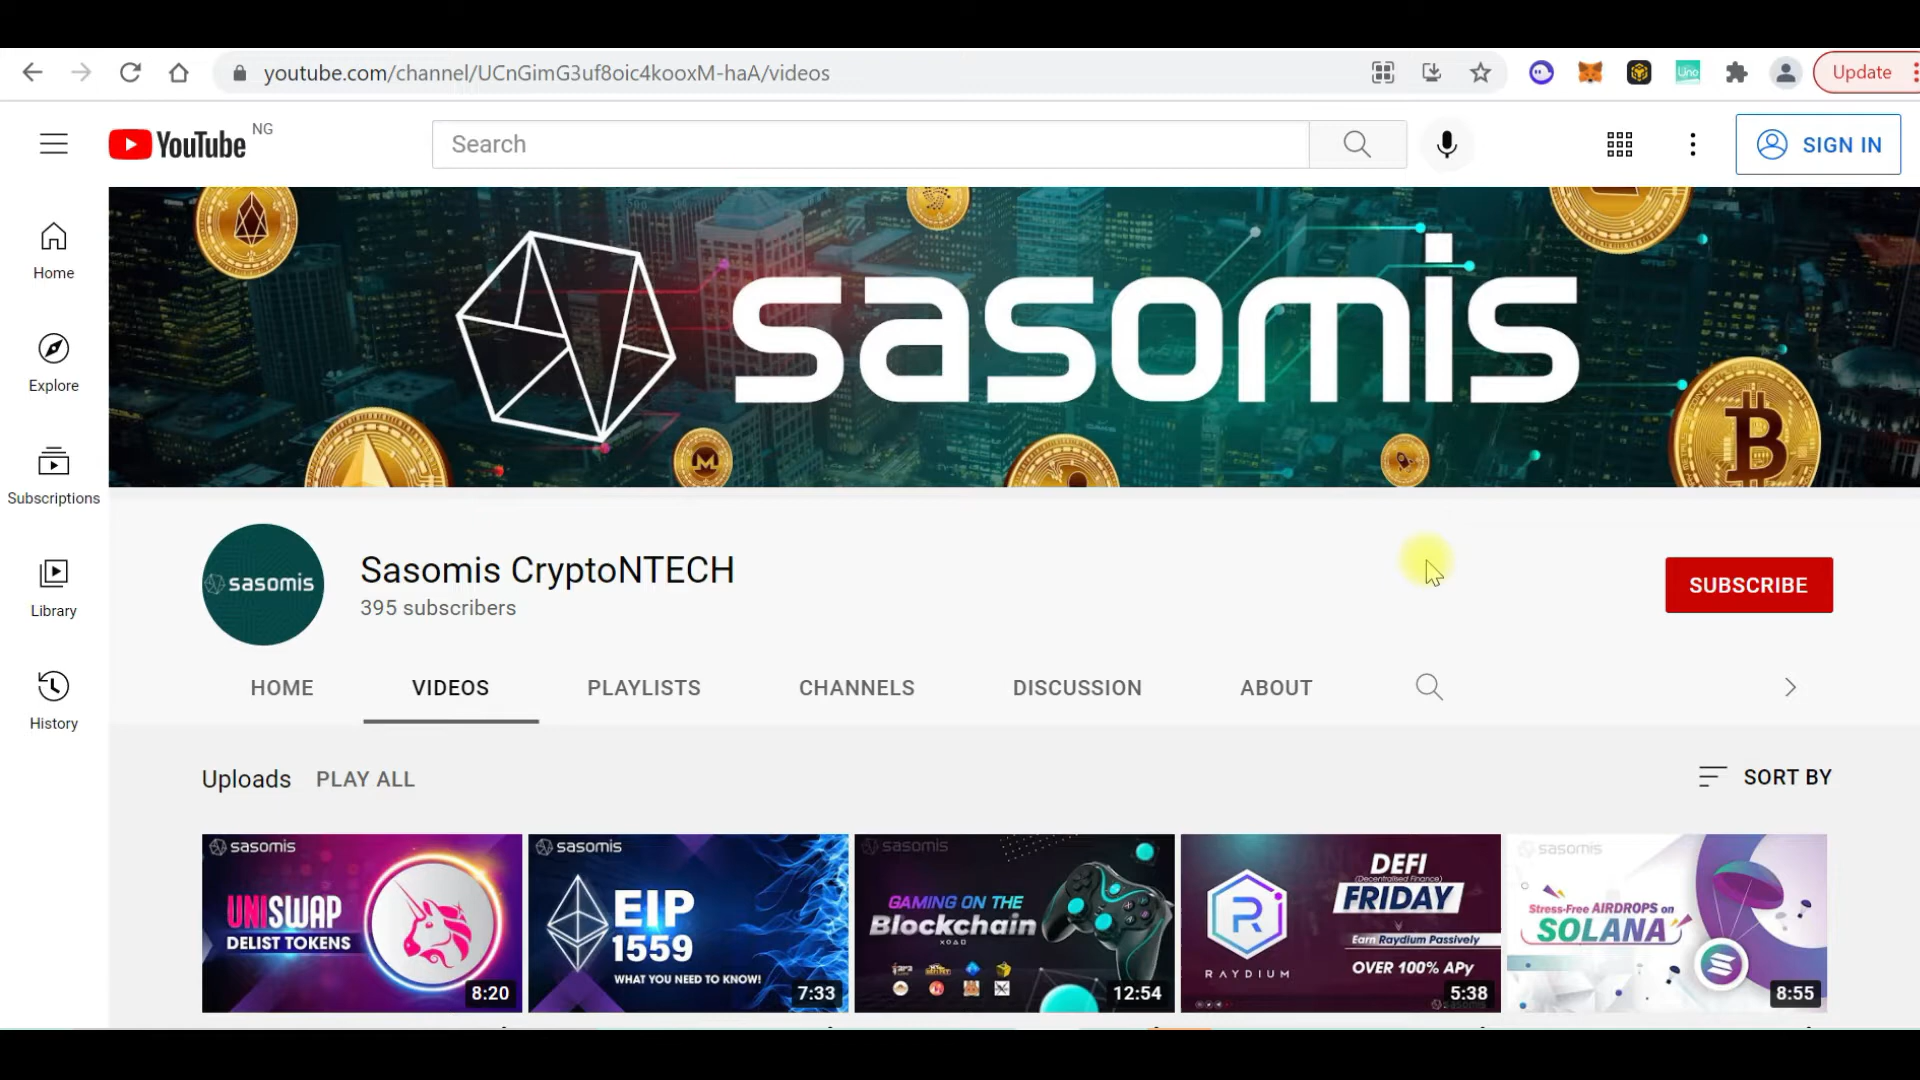 youtube.com/channel/UCnGimG3uf8oic4kooxM-haA/videos
Uno
Update
YouTube NG
Search
SIGN IN
Home
Explore
Subscriptions
Library
History
sasomis
sasomis
Sasomis CryptoNTECH
395 subscribers
SUBSCRIBE
HOME VIDEOS PLAYLISTS CHANNELS DISCUSSION ABOUT
Uploads PLAY ALL
SORT BY
sasomis
UNISWAP
DELIST TOKENS
8:20
sasomis
EIP
1559
WHAT YOU NEED TO KNOW!
7:33
sasomis
GAMING ON THE
Blockchain
12:54
DEFI
(Decentralised Finance)
FRIDAY
Earn Raydium Passively
OVER 100% APy
RAYDIUM
5:38
sasomis
Stress-Free AIRDROPS on
SOLANA
8:55